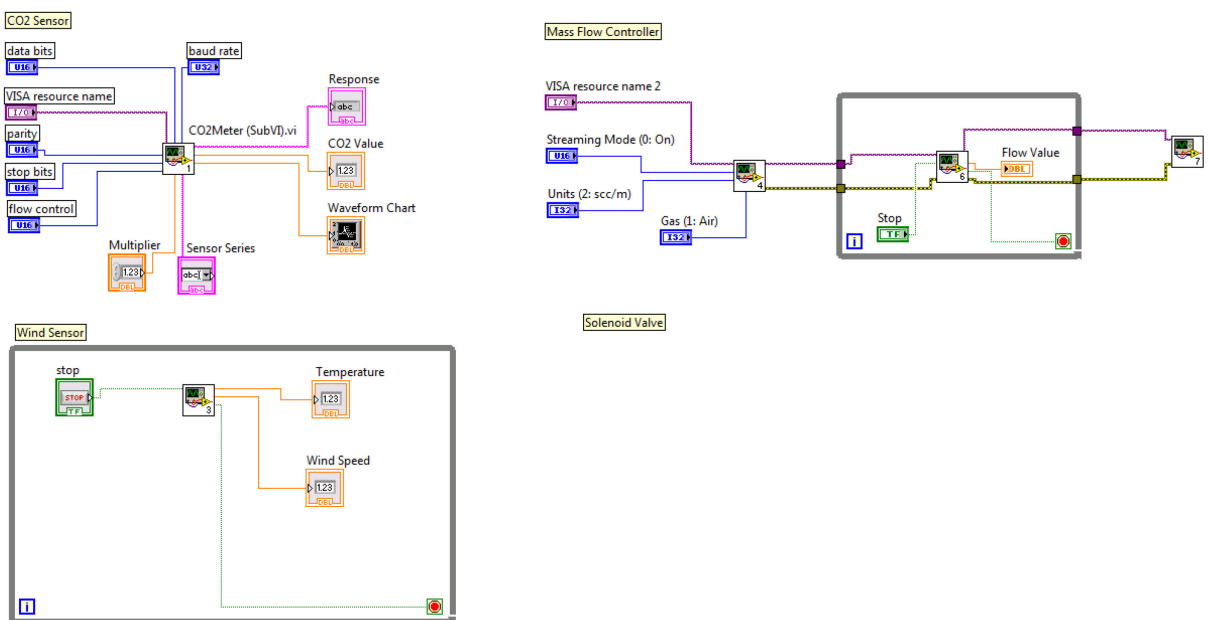 CO2 Sensor
data bits
U16
baud rate
U32
VISA resource name
I/O
parity
U16
stop bits
U16
flow control
U16
CO2Meter (SubVI).vi
1
Response
abc
abc
CO2 Value
1.23
DBL
Waveform Chart
DBL
Multiplier
1.23
DBL
Sensor Series
abc
abc
Mass Flow Controller
VISA resource name 2
I/O
Streaming Mode (0: On)
U16
Units (2: scc/m)
I32
Gas (1: Air)
I32
4
6
Flow Value
DBL
Stop
TF
i
7
Wind Sensor
stop
STOP
TF
3
Temperature
1.23
DBL
Wind Speed
1.23
DBL
i
Solenoid Valve